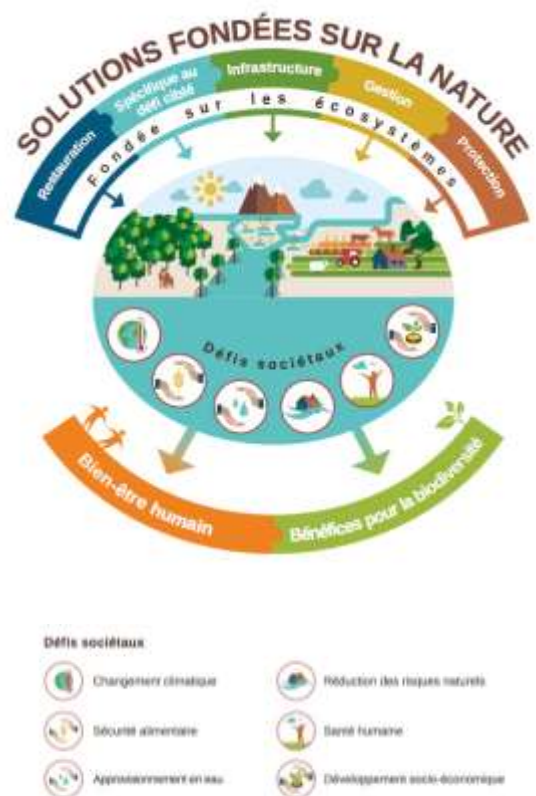 SOLUTIONS FONDÉES SUR LA NATURE
Restauration
Spécifique au
défi ciblé
Infrastructure
Gestion
Protection
Fondée sur les écosystèmes
Défis sociétaux
Bien-être humain
Bénéfices pour la biodiversité
Défis sociétaux
Changement climatique
Réduction des risques naturels
Sécurité alimentaire
Santé humaine
Approvisionnement en eau
Développement socio-économique